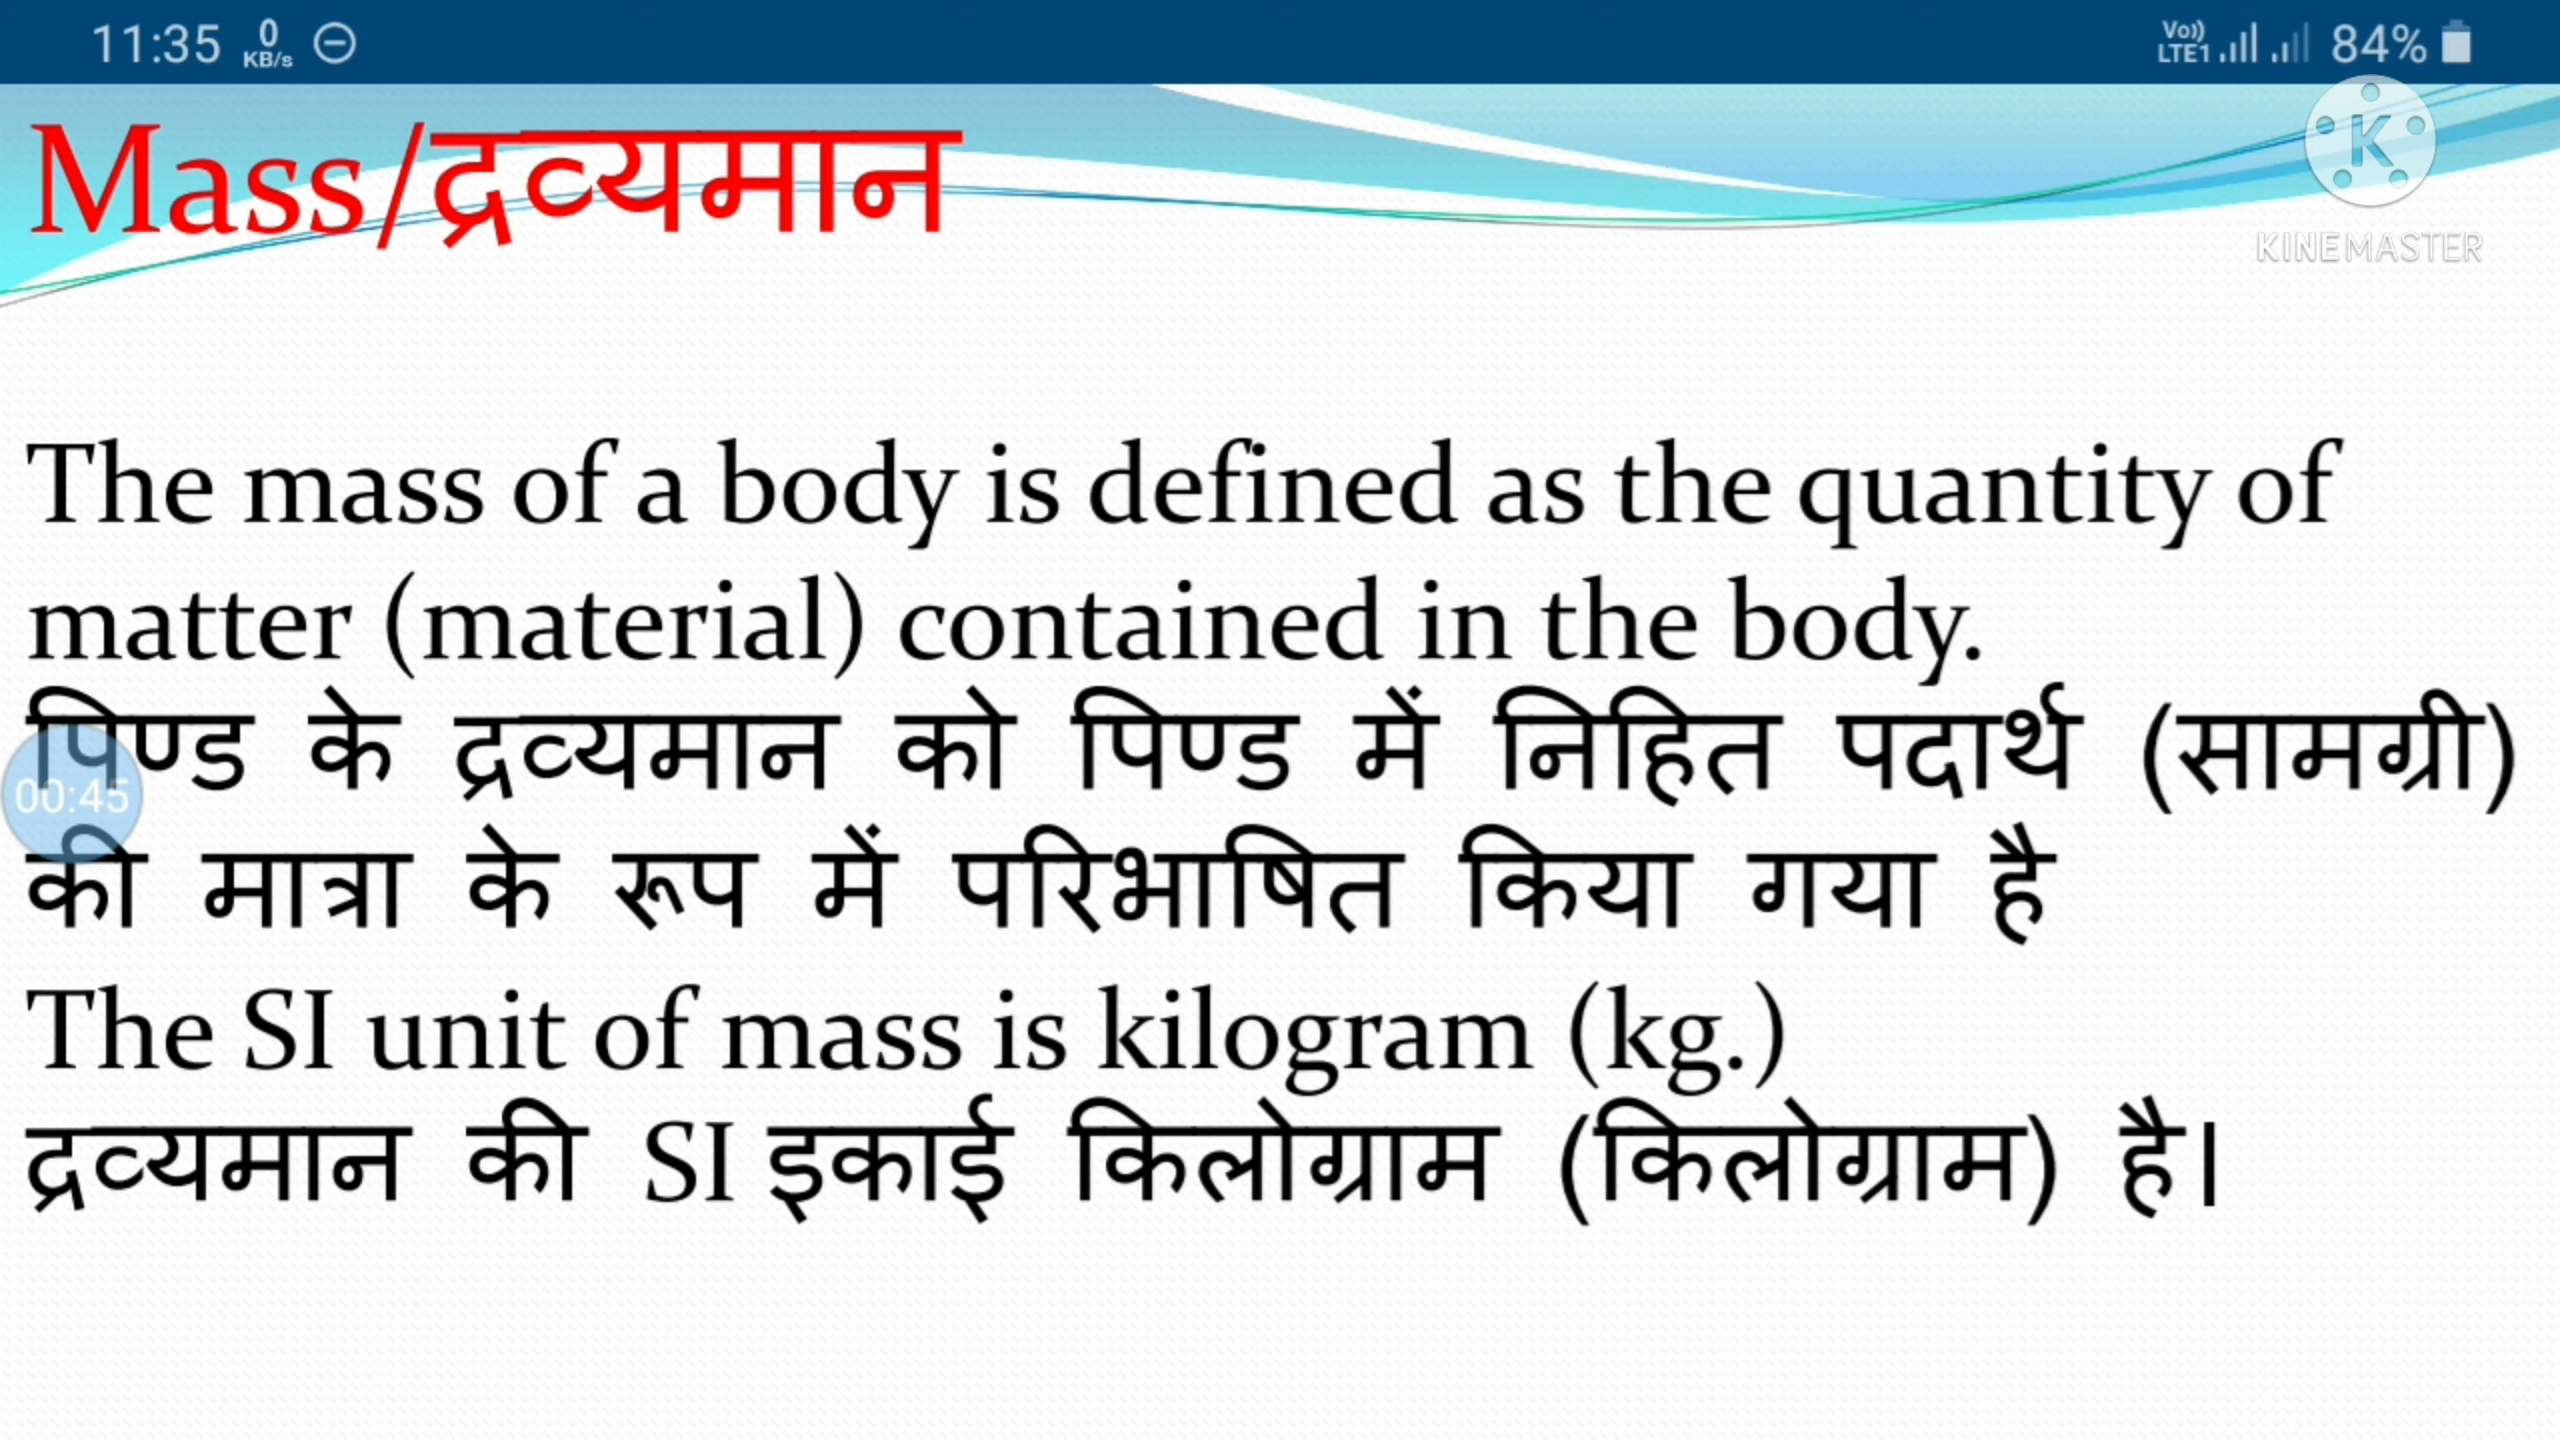 11:35 0 KB/s Vo)) LTE1 84%
KINEMASTER
Mass/द्रव्यमान
The mass of a body is defined as the quantity of
matter (material) contained in the body.
पिण्ड के द्रव्यमान को पिण्ड में निहित पदार्थ (सामग्री)
00:45
की मात्रा के रूप में परिभाषित किया गया है
The SI unit of mass is kilogram (kg.)
द्रव्यमान की SI इकाई किलोग्राम (किलोग्राम) है।